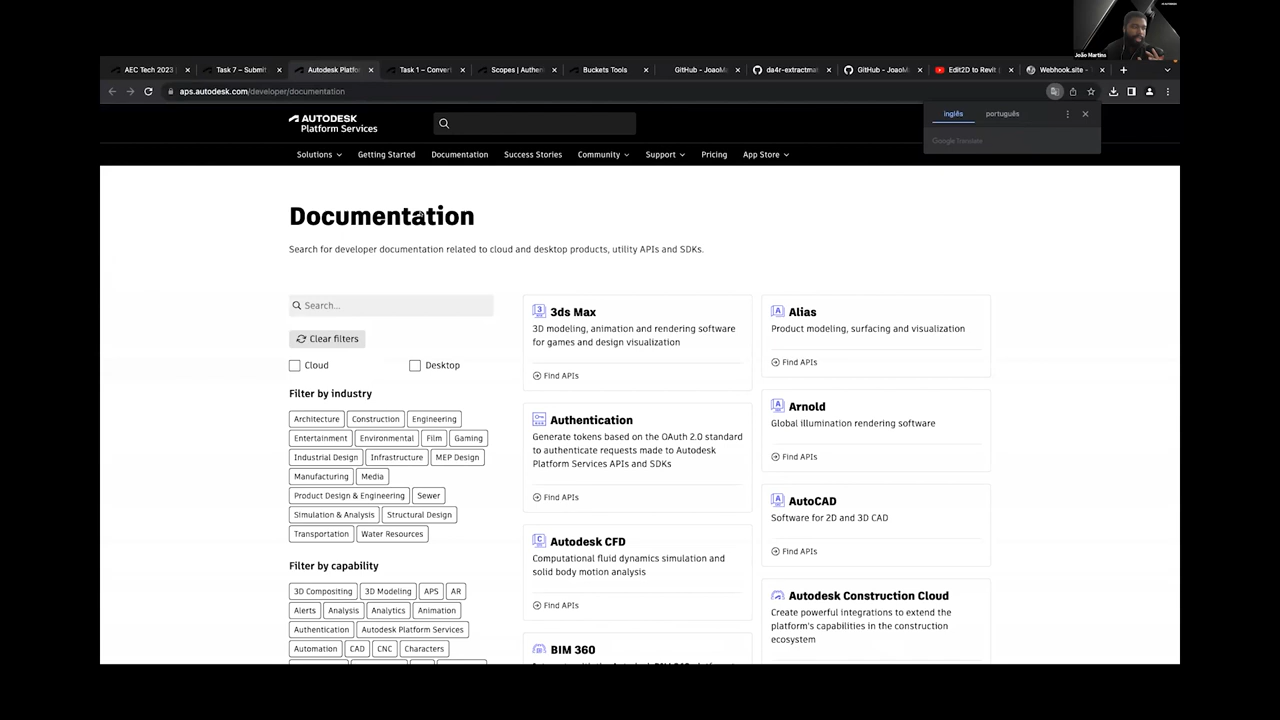 João Martins
AEC Tech 2023
Task 7 – Submit
Autodesk Platfo
Task 1 – Conver
Scopes | Authen
Buckets Tools
GitHub - JoaoM
da4r-extractmat
GitHub - JoaoM
Edit2D to Revit
Webhook.site -
aps.autodesk.com/developer/documentation
inglês
português
Google Translate
AUTODESK
Platform Services
Solutions
Getting Started
Documentation
Success Stories
Community
Support
Pricing
App Store
Documentation
Search for developer documentation related to cloud and desktop products, utility APIs and SDKs.
Search...
Clear filters
Cloud
Desktop
Filter by industry
Architecture
Construction
Engineering
Entertainment
Environmental
Film
Gaming
Industrial Design
Infrastructure
MEP Design
Manufacturing
Media
Product Design & Engineering
Sewer
Simulation & Analysis
Structural Design
Transportation
Water Resources
Filter by capability
3D Compositing
3D Modeling
APS
AR
Alerts
Analysis
Analytics
Animation
Authentication
Autodesk Platform Services
Automation
CAD
CNC
Characters
3ds Max
3D modeling, animation and rendering software
for games and design visualization
Find APIs
Authentication
Generate tokens based on the OAuth 2.0 standard
to authenticate requests made to Autodesk
Platform Services APIs and SDKs
Find APIs
Autodesk CFD
Computational fluid dynamics simulation and
solid body motion analysis
Find APIs
BIM 360
Alias
Product modeling, surfacing and visualization
Find APIs
Arnold
Global illumination rendering software
Find APIs
AutoCAD
Software for 2D and 3D CAD
Find APIs
Autodesk Construction Cloud
Create powerful integrations to extend the
platform's capabilities in the construction
ecosystem